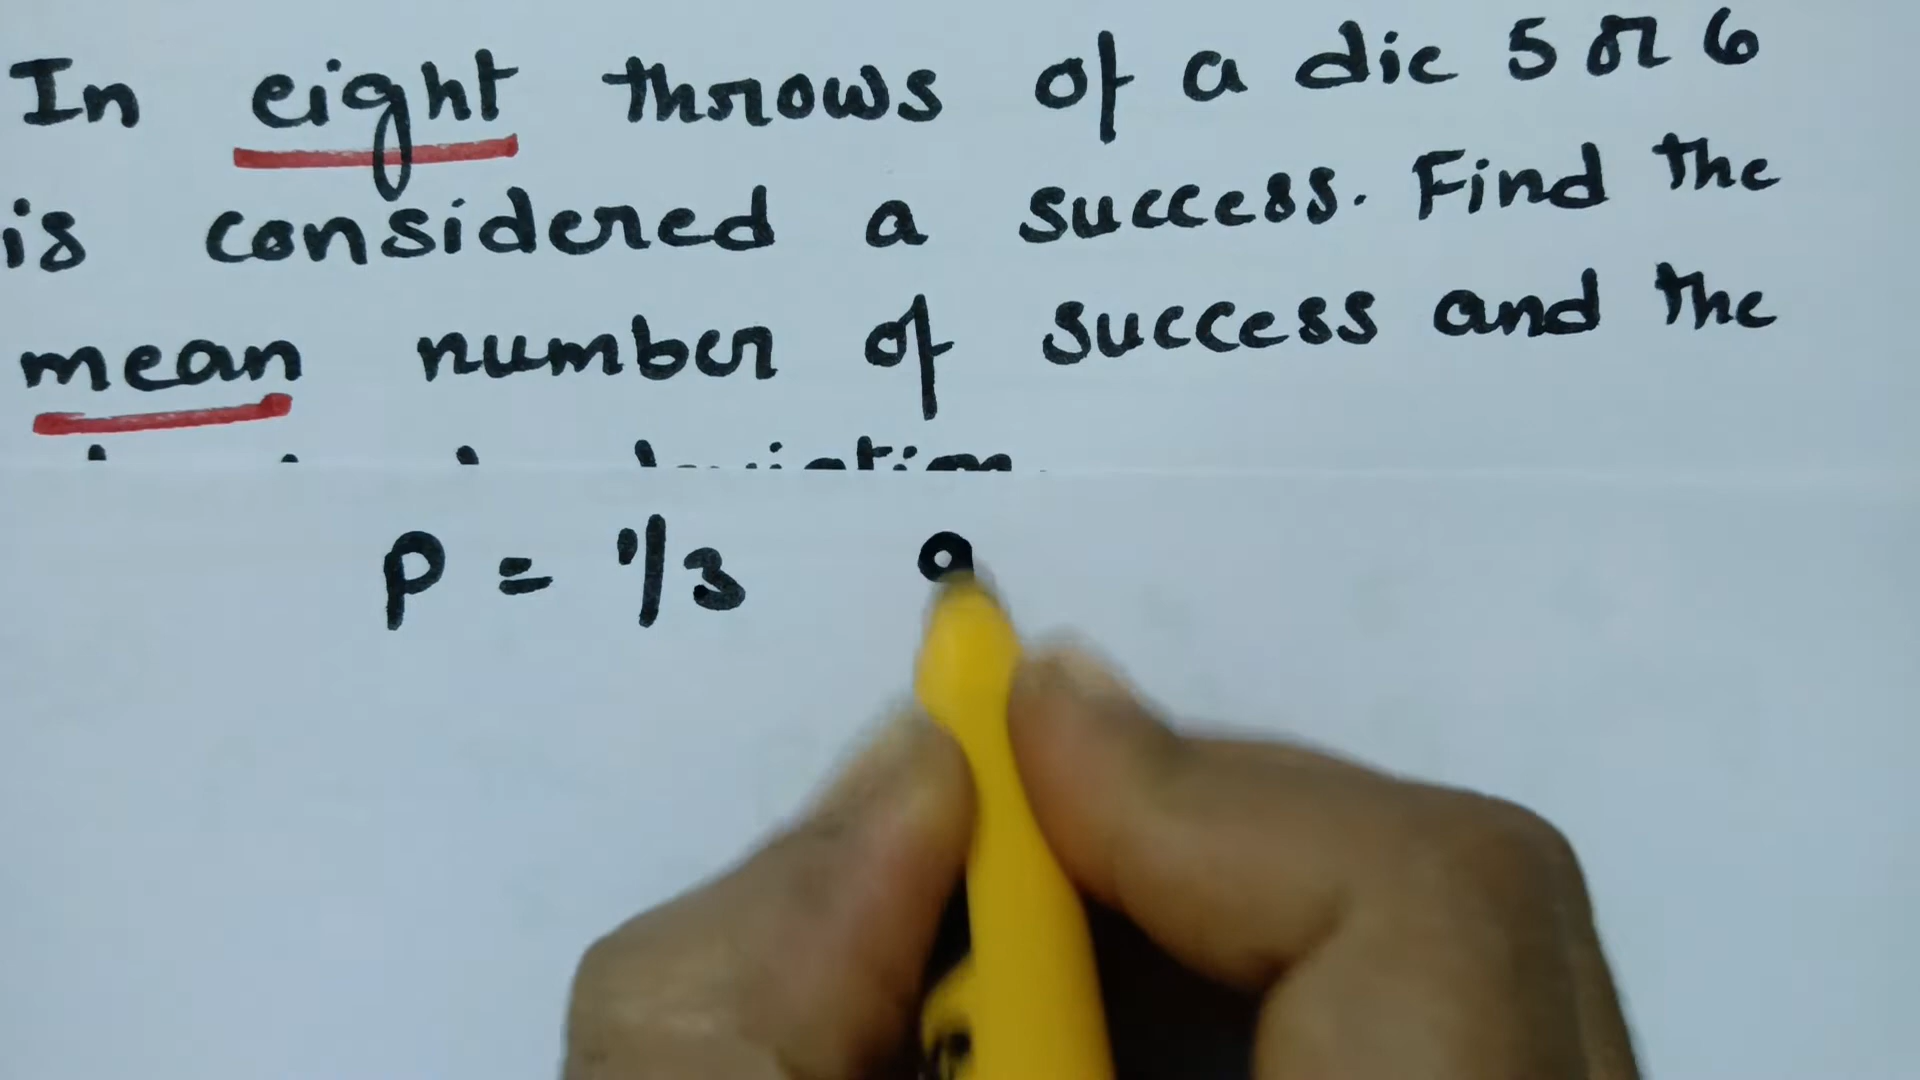 In eight throws of a die 5 or 6
is considered a success. Find the
mean number of success and the
deviation
P = 1/3